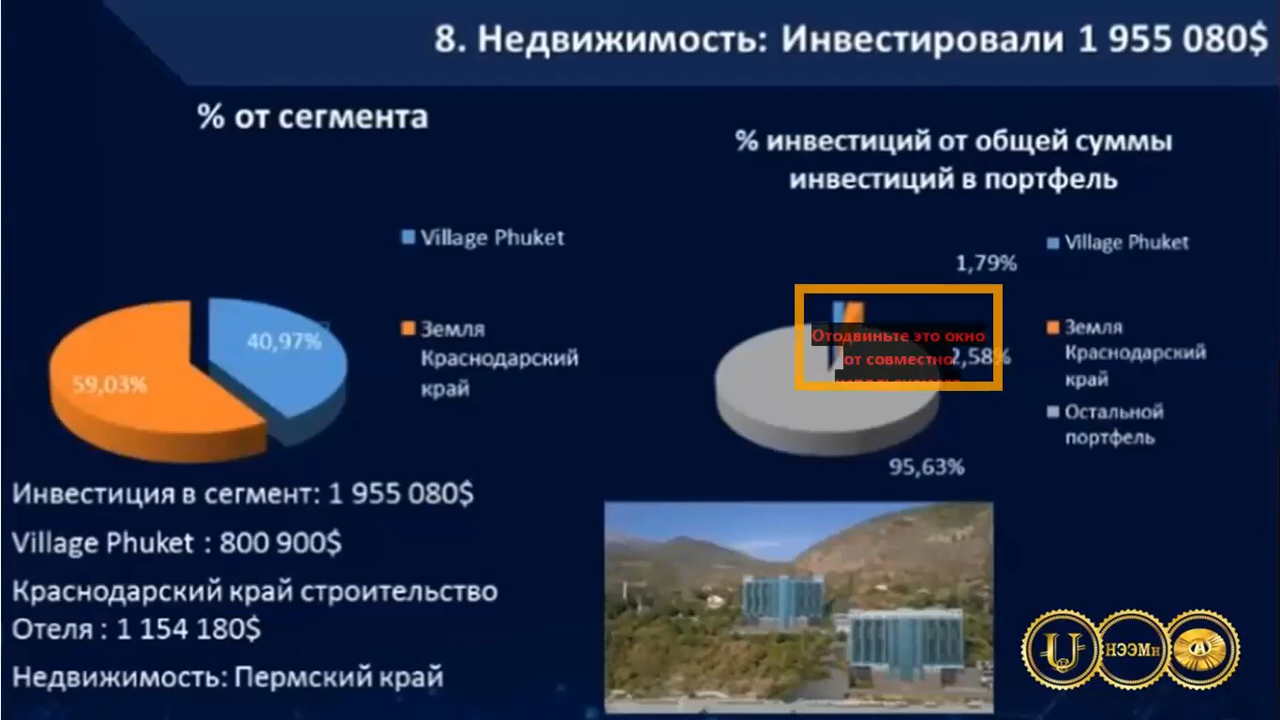 8. Недвижимость: Инвестировали 1 955 080$
% от сегмента
% инвестиций от общей суммы
инвестиций в портфель
Village Phuket
Земля
Краснодарский
край
40,97%
59,03%
1,79%
Village Phuket
Земля
Краснодарский
край
Остальной
портфель
Отодвиньте это окно
от совместно
2,58%
95,63%
Инвестиция в сегмент: 1 955 080$
Village Phuket : 800 900$
Краснодарский край строительство
Отеля : 1 154 180$
Недвижимость: Пермский край
НЭЭМи